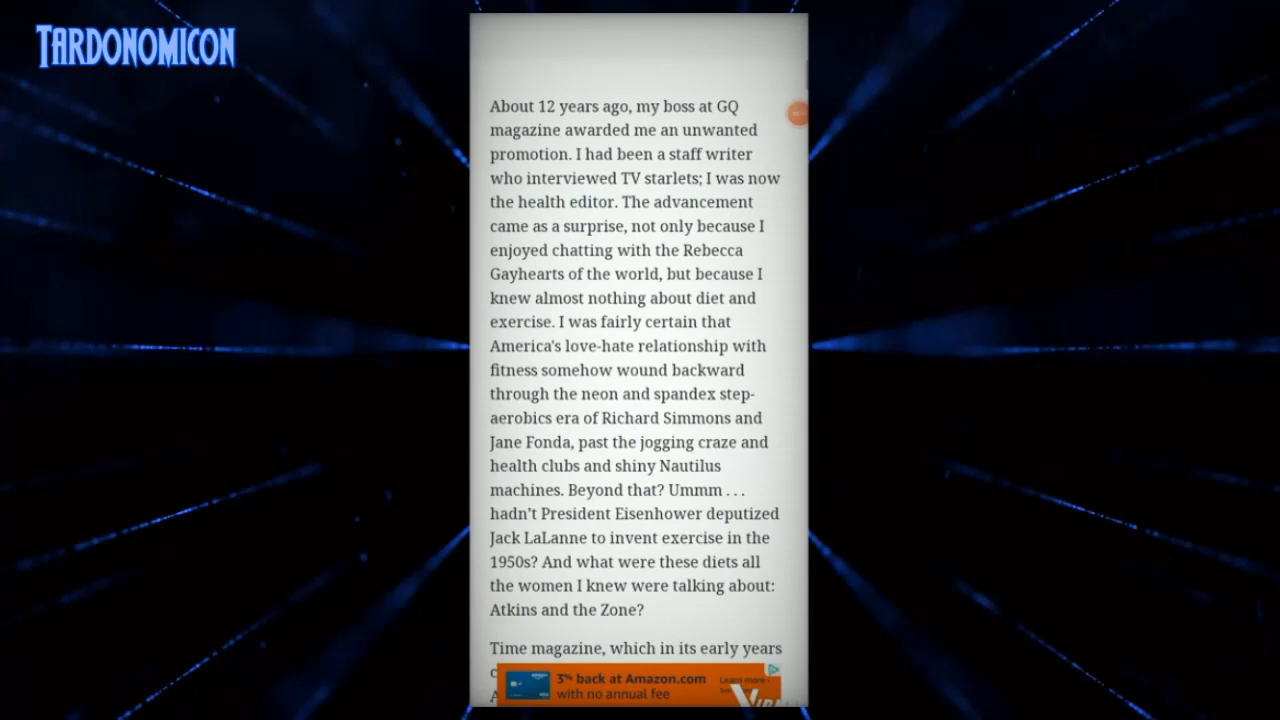 TARDONOMICON
About 12 years ago, my boss at GQ
magazine awarded me an unwanted
promotion. I had been a staff writer
who interviewed TV starlets; I was now
the health editor. The advancement
came as a surprise, not only because I
enjoyed chatting with the Rebecca
Gayhearts of the world, but because I
knew almost nothing about diet and
exercise. I was fairly certain that
America's love-hate relationship with
fitness somehow wound backward
through the neon and spandex step-
aerobics era of Richard Simmons and
Jane Fonda, past the jogging craze and
health clubs and shiny Nautilus
machines. Beyond that? Ummm . . .
hadn’t President Eisenhower deputized
Jack LaLanne to invent exercise in the
1950s? And what were these diets all
the women I knew were talking about:
Atkins and the Zone?
Time magazine, which in its early years
3% back at Amazon.com
with no annual fee
Learn more